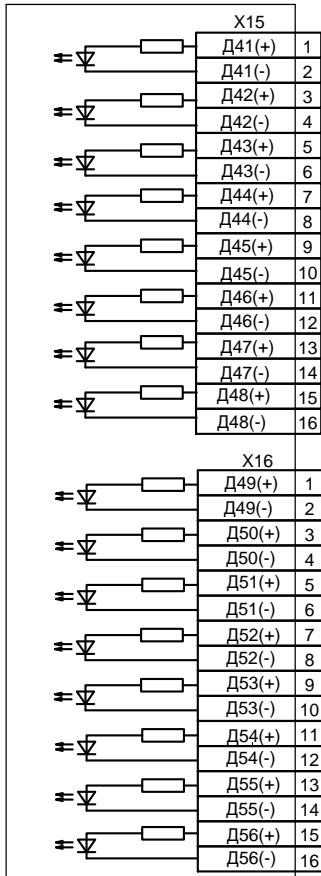 X15
Д41(+) 1
Д41(-) 2
Д42(+) 3
Д42(-) 4
Д43(+) 5
Д43(-) 6
Д44(+) 7
Д44(-) 8
Д45(+) 9
Д45(-) 10
Д46(+) 11
Д46(-) 12
Д47(+) 13
Д47(-) 14
Д48(+) 15
Д48(-) 16
X16
Д49(+) 1
Д49(-) 2
Д50(+) 3
Д50(-) 4
Д51(+) 5
Д51(-) 6
Д52(+) 7
Д52(-) 8
Д53(+) 9
Д53(-) 10
Д54(+) 11
Д54(-) 12
Д55(+) 13
Д55(-) 14
Д56(+) 15
Д56(-) 16